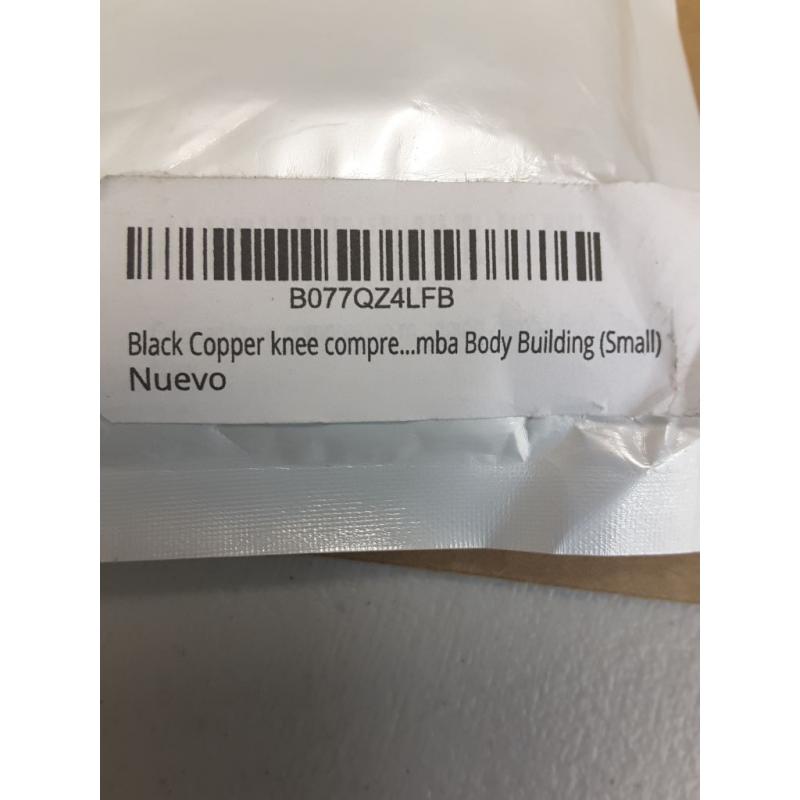 B077QZ4LFB
Black Copper knee compre...mba Body Building (Small)
Nuevo